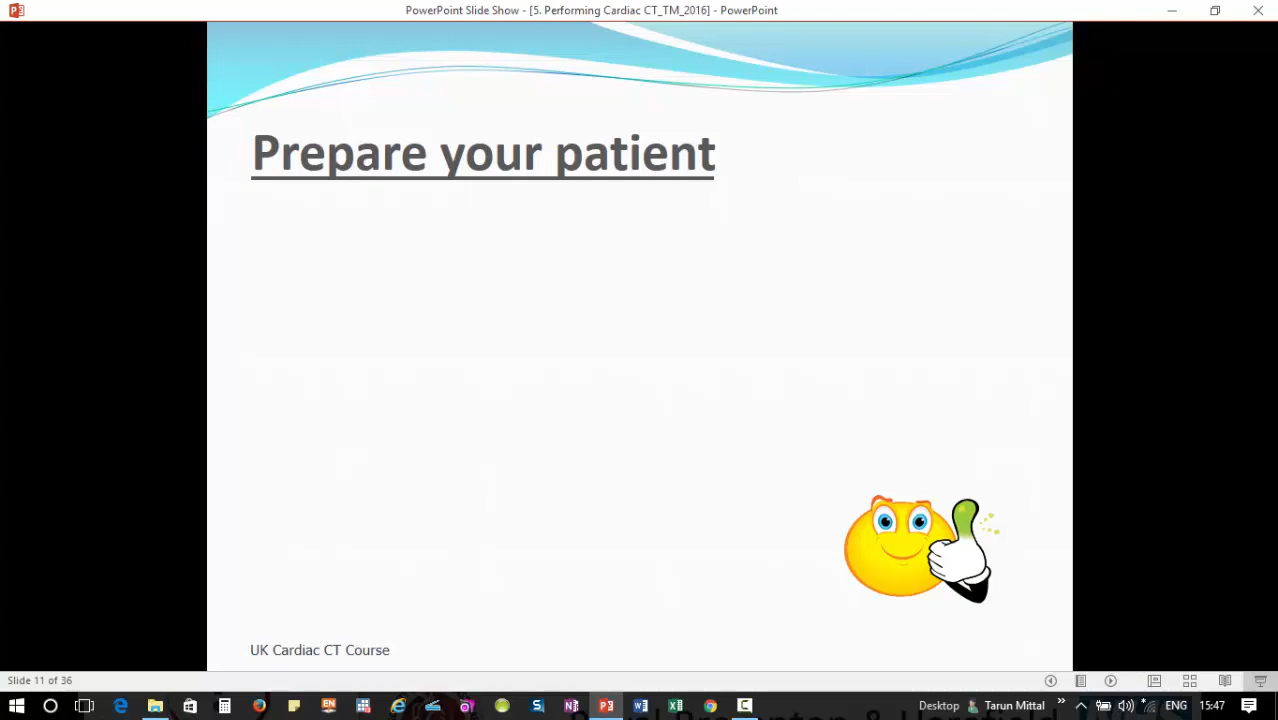 PowerPoint Slide Show - [5. Performing Cardiac CT_TM_2016] - PowerPoint
Prepare your patient
UK Cardiac CT Course
Slide 11 of 36
Desktop
Tarun Mittal
ENG
15:47